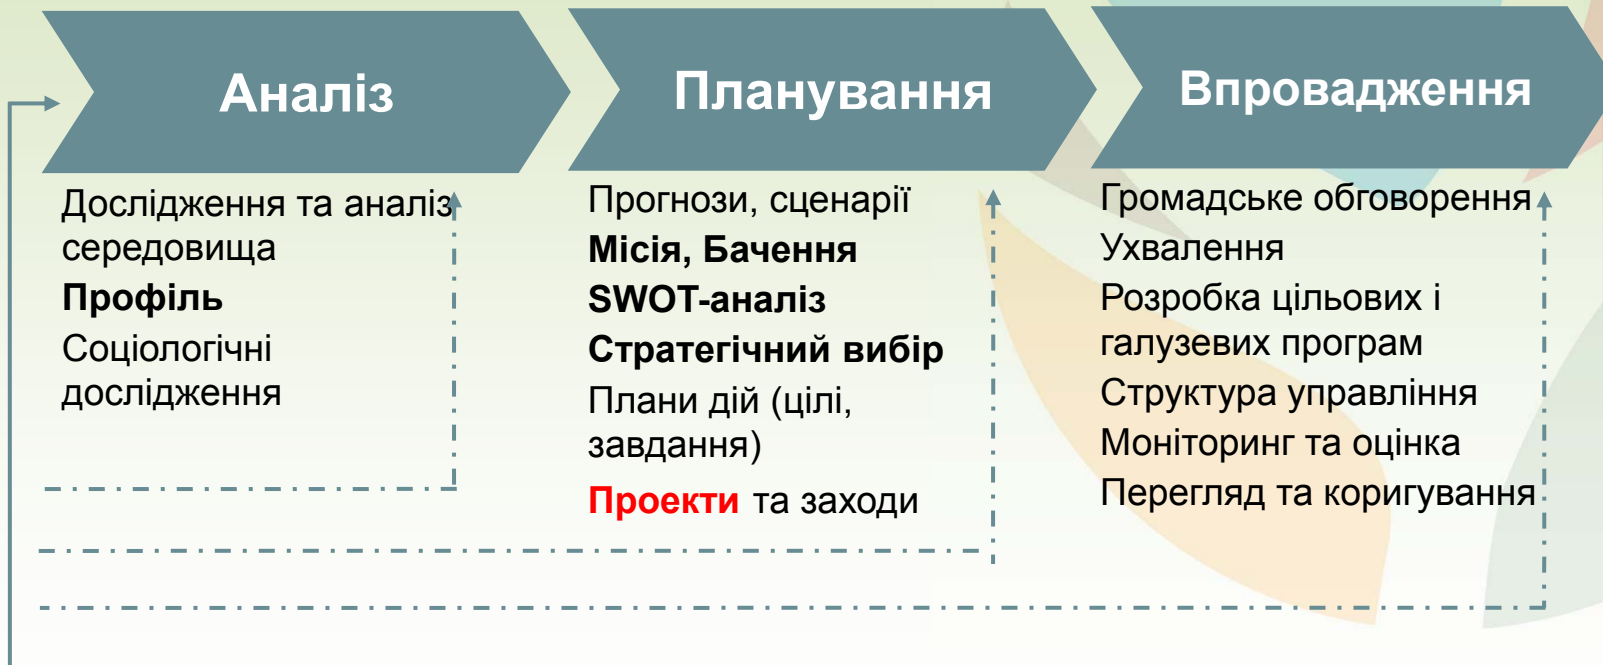 Аналіз
Дослідження та аналіз
середовища
Профіль
Соціологічні
дослідження
Планування
Прогнози, сценарії
Місія, Бачення
SWOT-аналіз
Стратегічний вибір
Плани дій (цілі,
завдання)
Проекти та заходи
Впровадження
Громадське обговорення
Ухвалення
Розробка цільових і
галузевих програм
Структура управління
Моніторинг та оцінка
Перегляд та коригування